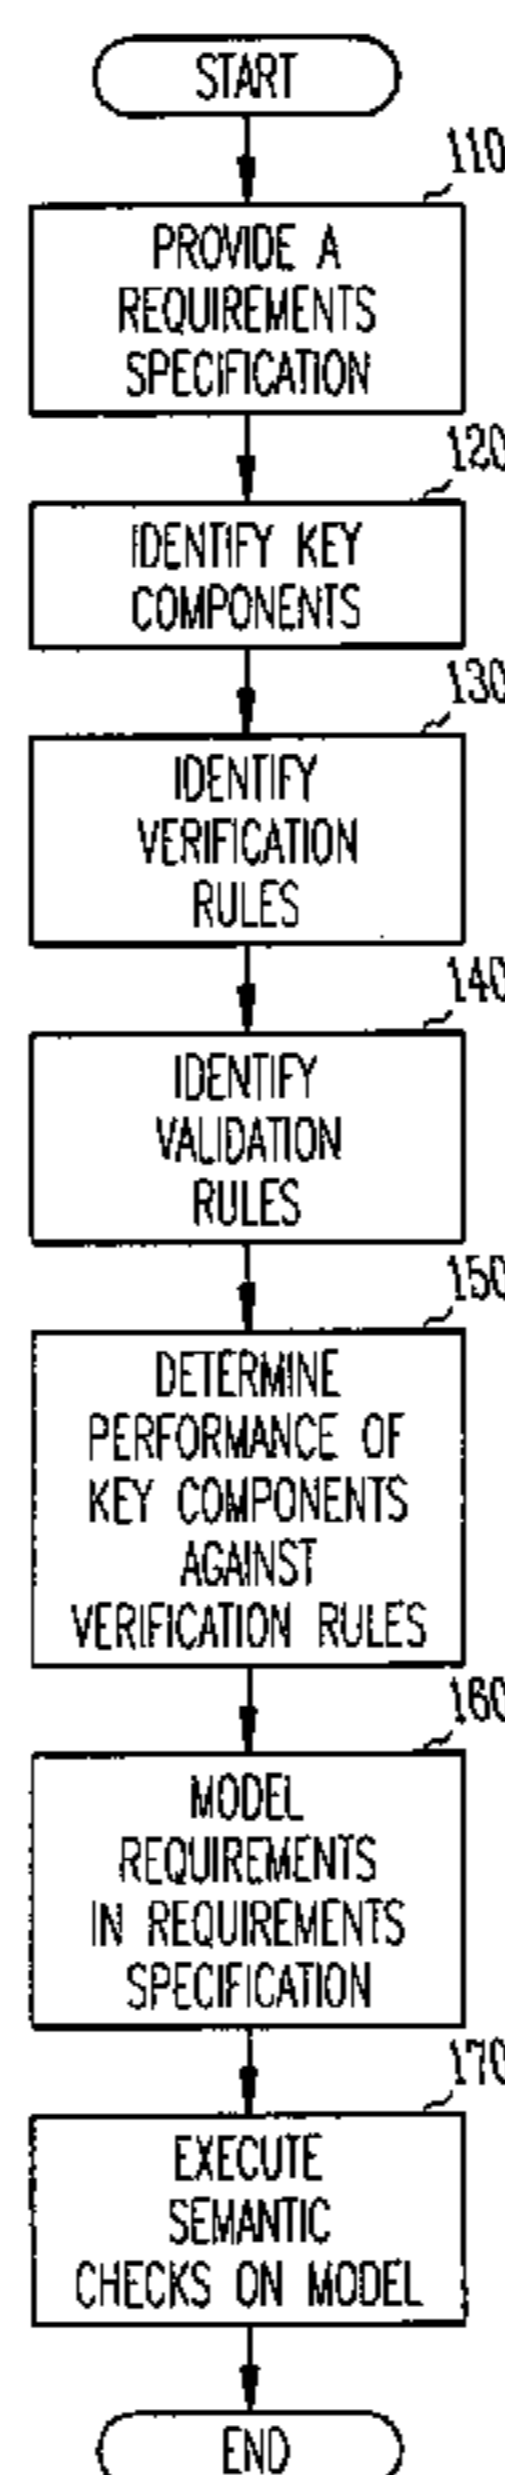 START
110
PROVIDE A
REQUIREMENTS
SPECIFICATION
120
IDENTIFY KEY
COMPONENTS
130
IDENTIFY
VERIFICATION
RULES
140
IDENTIFY
VALIDATION
RULES
150
DETERMINE
PERFORMANCE OF
KEY COMPONENTS
AGAINST
VERIFICATION RULES
160
MODEL
REQUIREMENTS
IN REQUIREMENTS
SPECIFICATION
170
EXECUTE
SEMANTIC
CHECKS ON MODEL
END